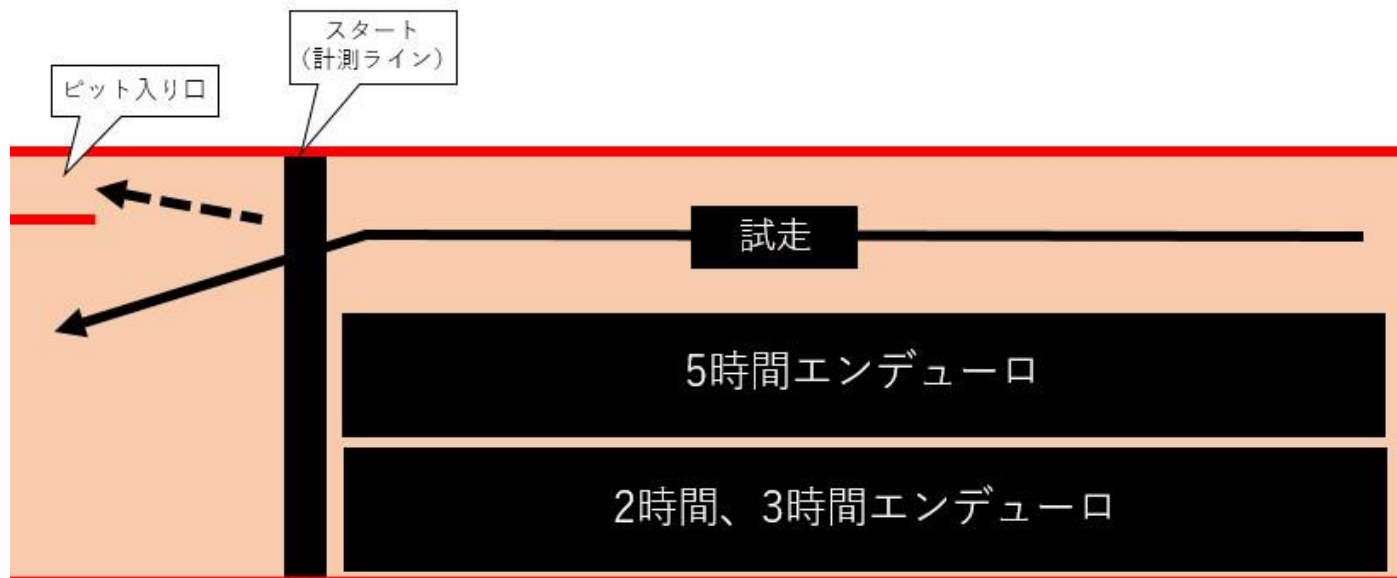 スタート
(計測ライン)
ピット入り口
試走
5時間エンデューロ
2時間、3時間エンデューロ